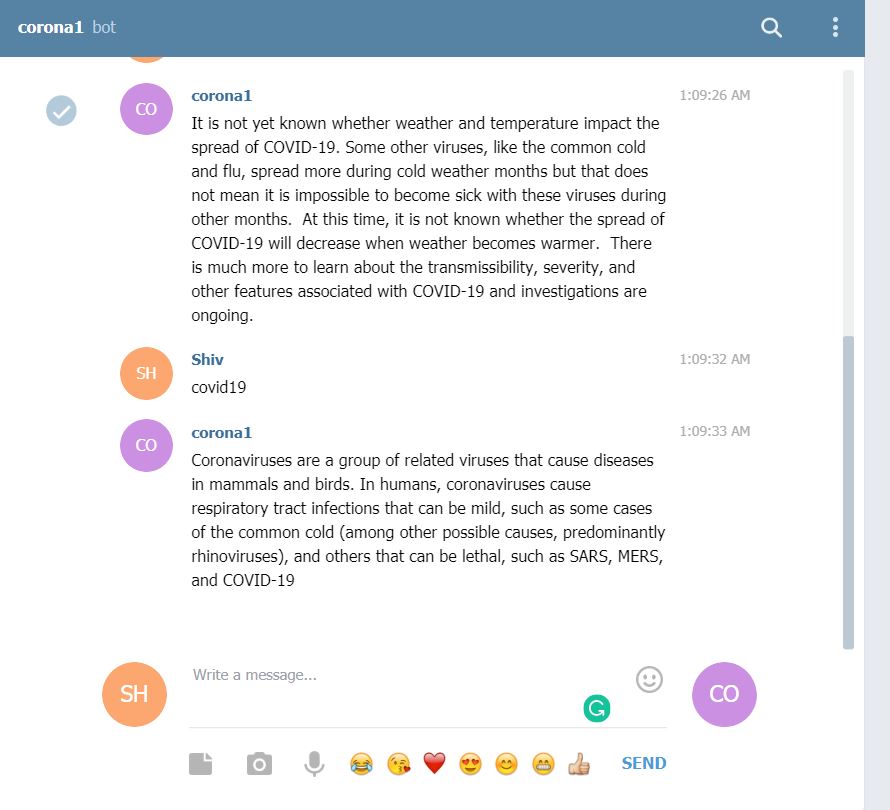 corona1 bot
CO
corona1 1:09:26 AM
It is not yet known whether weather and temperature impact the
spread of COVID-19. Some other viruses, like the common cold
and flu, spread more during cold weather months but that does
not mean it is impossible to become sick with these viruses during
other months.  At this time, it is not known whether the spread of
COVID-19 will decrease when weather becomes warmer.  There
is much more to learn about the transmissibility, severity, and
other features associated with COVID-19 and investigations are
ongoing.
SH
Shiv 1:09:32 AM
covid19
CO
corona1 1:09:33 AM
Coronaviruses are a group of related viruses that cause diseases
in mammals and birds. In humans, coronaviruses cause
respiratory tract infections that can be mild, such as some cases
of the common cold (among other possible causes, predominantly
rhinoviruses), and others that can be lethal, such as SARS, MERS,
and COVID-19
SH
Write a message...
CO
SEND